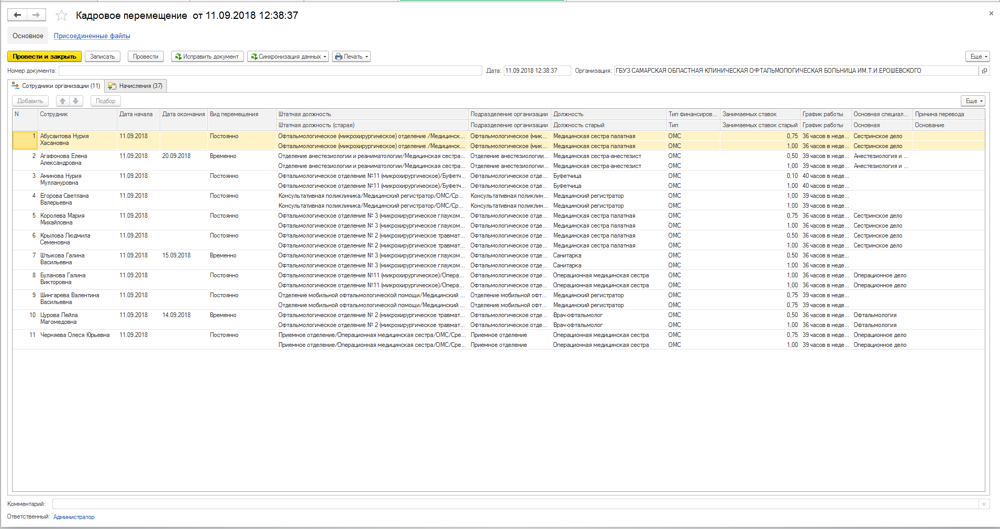 Кадровое перемещение от 11.09.2018 12:38:37
Основное Присоединенные файлы
Провести и закрыть Записать Провести Исправить документ Синхронизация данных Печать Еще
Номер документа: Дата: 11.09.2018 12:38:37 Организация: ГБУЗ САМАРСКАЯ ОБЛАСТНАЯ КЛИНИЧЕСКАЯ ОФТАЛЬМОЛОГИЧЕСКАЯ БОЛЬНИЦА ИМ.Т.И.ЕРОШЕВСКОГО
Сотрудники организации (11) Начисления (37)
Добавить Подбор Еще
N Сотрудник Дата начала Дата окончания Вид перемещения Штатная должность Подразделение организации Должность Тип финансиров... Занимаемых ставок График работы Основная специал... Причина перевода
Штатная должность (старая) Подразделение организации Должность старый Тип Занимаемых ставок старый График работы Основная Основание
1 Абусаитова Нурия 11.09.2018 Постоянно Офтальмологическое (микрохирургическое) отделение /Медицинск... Офтальмологическое (мик... Медицинская сестра палатная ОМС 0,75 36 часов в неде... Сестринское дело
Хасановна Офтальмологическое (микрохирургическое) отделение /Медицинск... Офтальмологическое (мик... Медицинская сестра палатная ОМС 1,00 36 часов в неде... Сестринское дело
2 Агафонова Елена 11.09.2018 20.09.2018 Временно Отделение анестезиологии и реаниматологии/Медицинская сестра... Отделение анестезиологии... Медицинская сестра-анестезист ОМС 0,50 39 часов в неде... Анестезиология и ...
Александровна Отделение анестезиологии и реаниматологии/Медицинская сестра... Отделение анестезиологии... Медицинская сестра-анестезист ОМС 1,00 39 часов в неде... Анестезиология и ...
3 Аминова Нурия 11.09.2018 Постоянно Офтальмологическое отделение №11 (микрохирургическое)/Буфетч... Офтальмологическое отде... Буфетчица ОМС 0,10 40 часов в неде...
Муллануровна Офтальмологическое отделение №11 (микрохирургическое)/Буфетч... Офтальмологическое отде... Буфетчица ОМС 1,00 40 часов в неде...
4 Егорова Светлана 11.09.2018 Постоянно Консультативная поликлиника/Медицинский регистратор/ОМС/Ср... Консультативная поликлин... Медицинский регистратор ОМС 1,00 39 часов в неде...
Валерьевна Консультативная поликлиника/Медицинский регистратор/ОМС/Ср... Консультативная поликлин... Медицинский регистратор ОМС 1,00 39 часов в неде...
5 Королева Мария 11.09.2018 Постоянно Офтальмологическое отделение № 3 (микрохирургическое глауком... Офтальмологическое отде... Медицинская сестра палатная ОМС 0,75 36 часов в неде... Сестринское дело
Михайловна Офтальмологическое отделение № 3 (микрохирургическое глауком... Офтальмологическое отде... Медицинская сестра палатная ОМС 1,00 36 часов в неде... Сестринское дело
6 Крылова Людмила 11.09.2018 Постоянно Офтальмологическое отделение № 2 (микрохирургическое травмат... Офтальмологическое отде... Медицинская сестра палатная ОМС 0,50 36 часов в неде... Сестринское дело
Семеновна Офтальмологическое отделение № 2 (микрохирургическое травмат... Офтальмологическое отде... Медицинская сестра палатная ОМС 1,00 36 часов в неде... Сестринское дело
7 Штыкова Галина 11.09.2018 15.09.2018 Временно Офтальмологическое отделение № 3 (микрохирургическое глауком... Офтальмологическое отде... Санитарка ОМС 0,50 36 часов в неде...
Васильевна Офтальмологическое отделение № 3 (микрохирургическое глауком... Офтальмологическое отде... Санитарка ОМС 1,00 36 часов в неде...
8 Буланова Галина 11.09.2018 Постоянно Офтальмологическое отделение №11 (микрохирургическое)/Опера... Офтальмологическое отде... Операционная медицинская сестра ОМС 1,00 36 часов в неде... Операционное дело
Викторовна Офтальмологическое отделение №11 (микрохирургическое)/Опера... Офтальмологическое отде... Операционная медицинская сестра ОМС 1,00 36 часов в неде... Операционное дело
9 Шингарева Валентина 11.09.2018 Постоянно Отделение мобильной офтальмологической помощи/Медицинский ... Отделение мобильной офт... Медицинский регистратор ОМС 0,75 39 часов в неде...
Васильевна Отделение мобильной офтальмологической помощи/Медицинский ... Отделение мобильной офт... Медицинский регистратор ОМС 0,75 39 часов в неде...
10 Цурова Лейла 11.09.2018 14.09.2018 Временно Офтальмологическое отделение № 2 (микрохирургическое травмат... Офтальмологическое отде... Врач-офтальмолог ОМС 0,50 36 часов в неде... Офтальмология
Магомедовна Офтальмологическое отделение № 2 (микрохирургическое травмат... Офтальмологическое отде... Врач-офтальмолог ОМС 1,00 36 часов в неде... Офтальмология
11 Черняева Олеся Юрьевна 11.09.2018 Постоянно Приемное отделение/Операционная медицинская сестра/ОМС/Сре... Приемное отделение Операционная медицинская сестра ОМС 0,75 39 часов в неде... Операционное дело
Приемное отделение/Операционная медицинская сестра/ОМС/Сре... Приемное отделение Операционная медицинская сестра ОМС 1,00 39 часов в неде... Операционное дело
Комментарий:
Ответственный: Администратор